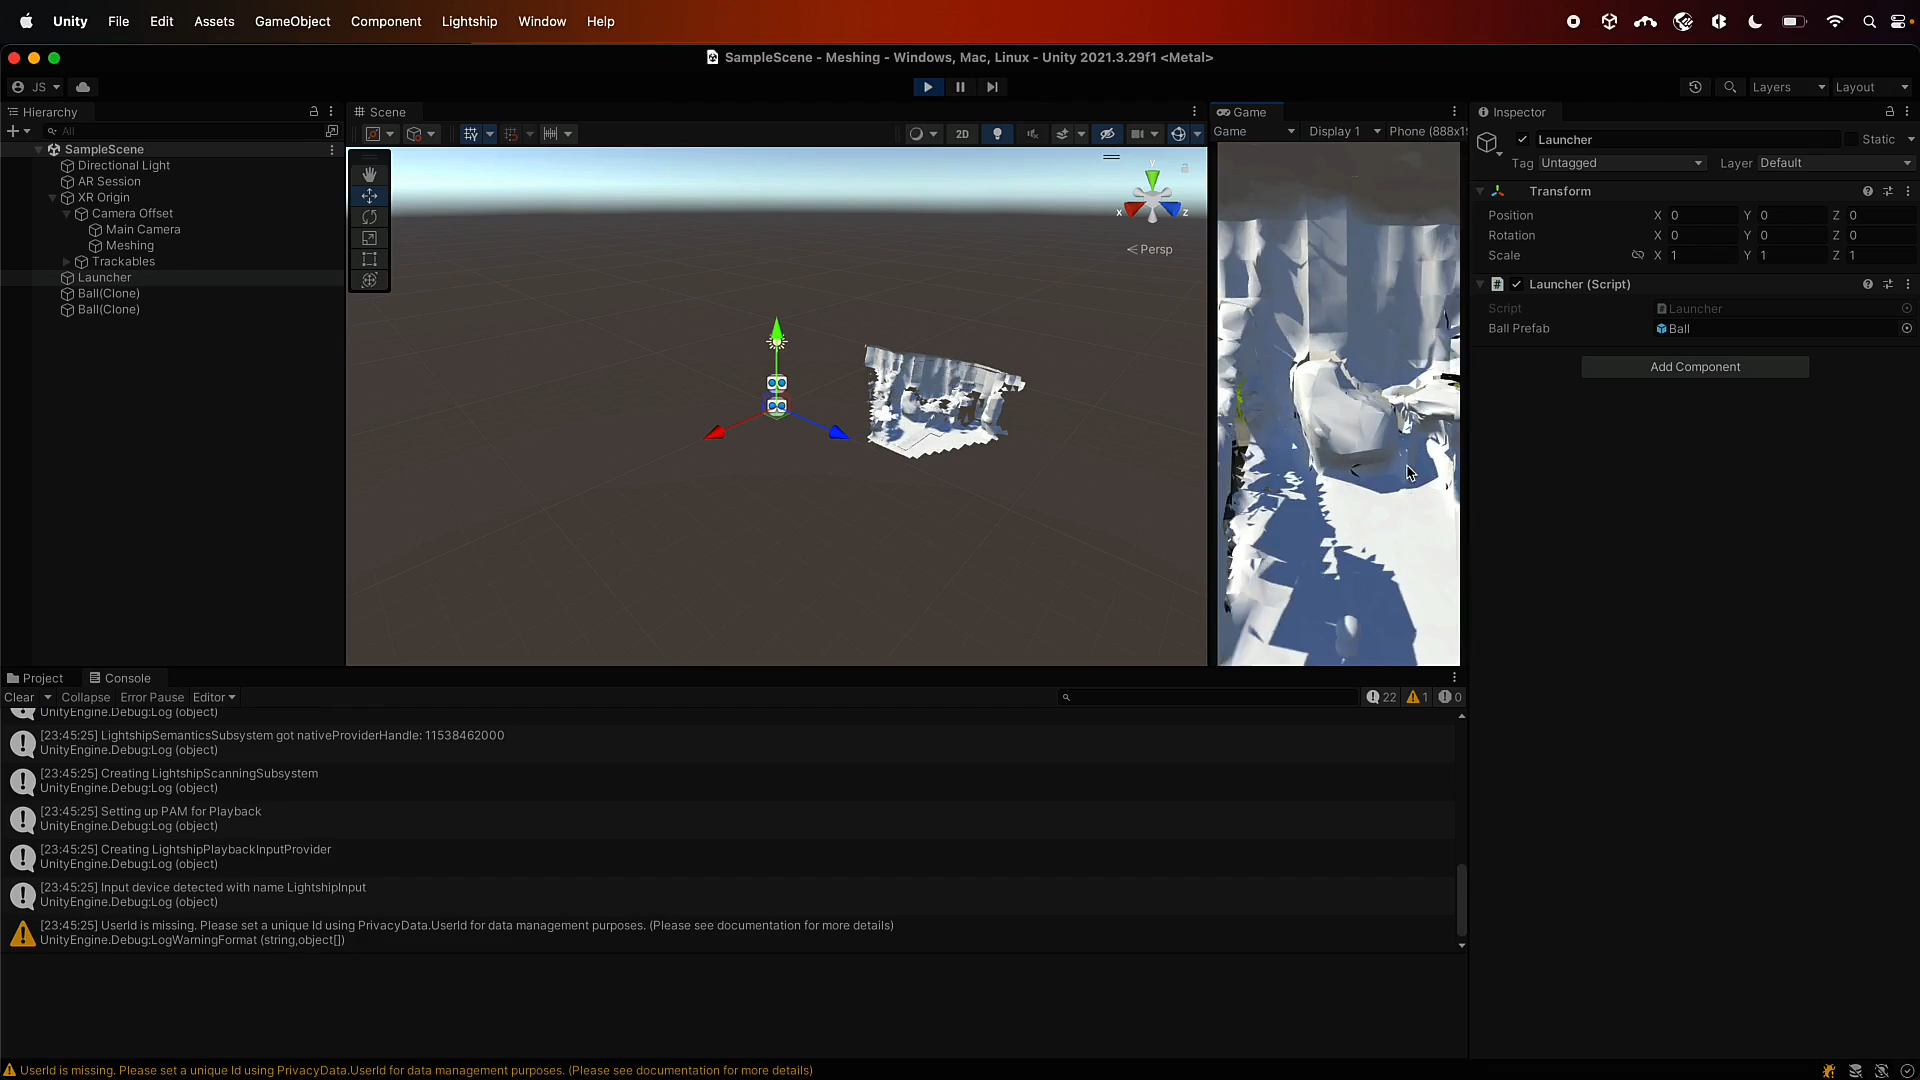 Unity File Edit Assets GameObject Component Lightship Window Help
SampleScene - Meshing - Windows, Mac, Linux - Unity 2021.3.29f1 <Metal>
JS
Layers
Layout
Hierarchy
All
SampleScene
Directional Light
AR Session
XR Origin
Camera Offset
Main Camera
Meshing
Trackables
Launcher
Ball(Clone)
Ball(Clone)
Scene
2D
y
x
z
Persp
Game
Game Display 1 Phone (888x19
Inspector
Launcher
Static
Tag Untagged Layer Default
Transform
Position X 0 Y 0 Z 0
Rotation X 0 Y 0 Z 0
Scale X 1 Y 1 Z 1
Launcher (Script)
Script Launcher
Ball Prefab Ball
Add Component
Project Console
Clear Collapse Error Pause Editor
22 1 0
UnityEngine.Debug:Log (object)
[23:45:25] LightshipSemanticsSubsystem got nativeProviderHandle: 11538462000
UnityEngine.Debug:Log (object)
[23:45:25] Creating LightshipScanningSubsystem
UnityEngine.Debug:Log (object)
[23:45:25] Setting up PAM for Playback
UnityEngine.Debug:Log (object)
[23:45:25] Creating LightshipPlaybackInputProvider
UnityEngine.Debug:Log (object)
[23:45:25] Input device detected with name LightshipInput
UnityEngine.Debug:Log (object)
[23:45:25] UserId is missing. Please set a unique Id using PrivacyData.UserId for data management purposes. (Please see documentation for more details)
UnityEngine.Debug:LogWarningFormat (string,object[])
UserId is missing. Please set a unique Id using PrivacyData.UserId for data management purposes. (Please see documentation for more details)